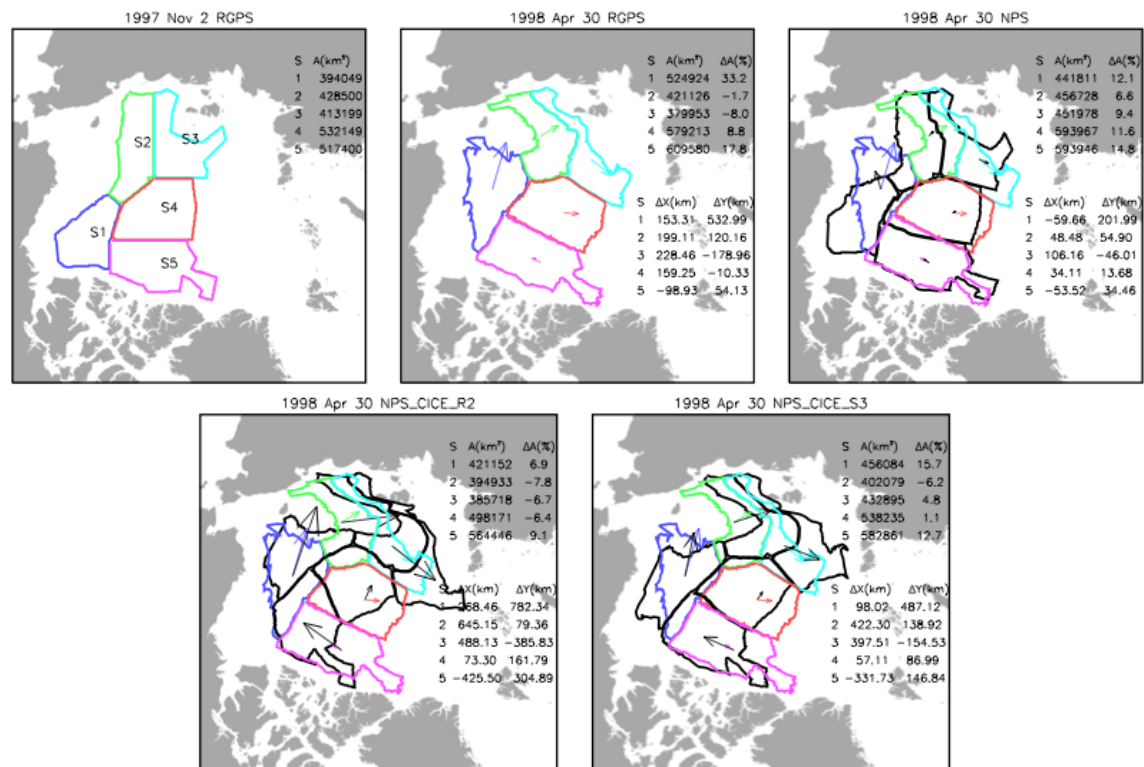 1997 Nov 2 RGPS
S A(km²)
1 394049
2 428500
3 413199
4 532149
5 517400
S2
S3
S4
S1
S5
1998 Apr 30 RGPS
S A(km²) ΔA(%)
1 524924 33.2
2 421126 −1.7
3 379953 −8.0
4 579213 8.8
5 609580 17.8
S ΔX(km) ΔY(km)
1 153.31 532.99
2 199.11 120.16
3 228.46 −178.96
4 159.25 −10.33
5 −98.93 54.13
1998 Apr 30 NPS
S A(km²) ΔA(%)
1 441811 12.1
2 456728 6.6
3 451978 9.4
4 593967 11.6
5 593946 14.8
S ΔX(km) ΔY(km)
1 −59.66 201.99
2 48.48 54.90
3 106.16 −46.01
4 34.11 13.68
5 −53.52 34.46
1998 Apr 30 NPS_CICE_R2
S A(km²) ΔA(%)
1 421152 6.9
2 394933 −7.8
3 385718 −6.7
4 498171 −6.4
5 564446 9.1
S ΔX(km) ΔY(km)
1 268.46 782.34
2 645.15 79.36
3 488.13 −385.83
4 73.30 161.79
5 −425.50 304.89
1998 Apr 30 NPS_CICE_S3
S A(km²) ΔA(%)
1 456084 15.7
2 402079 −6.2
3 432895 4.8
4 538235 1.1
5 582861 12.7
S ΔX(km) ΔY(km)
1 98.02 487.12
2 422.30 138.92
3 397.51 −154.53
4 57.11 86.99
5 −331.73 146.84